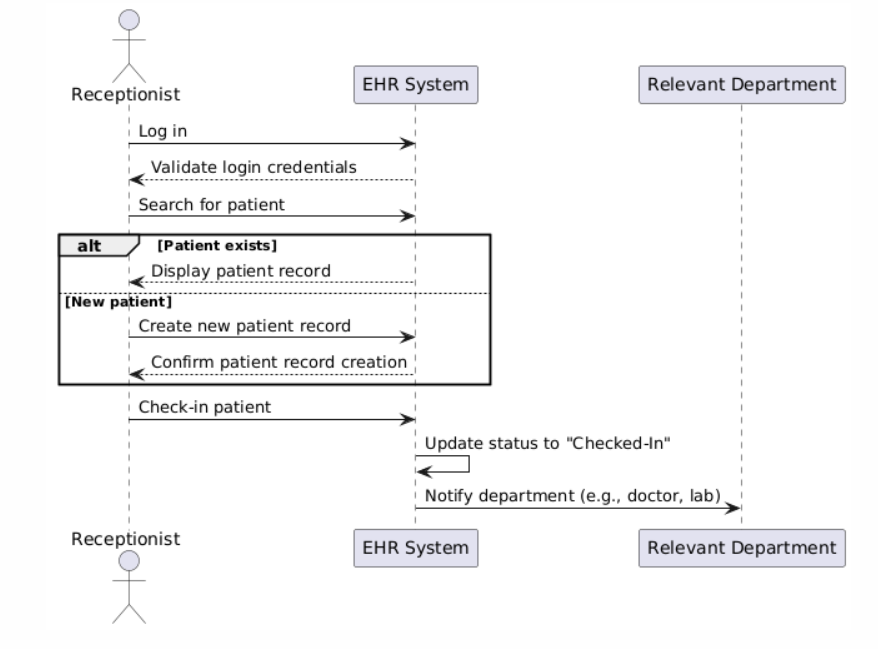 Receptionist
EHR System
Relevant Department
Log in
Validate login credentials
Search for patient
alt [Patient exists]
Display patient record
[New patient]
Create new patient record
Confirm patient record creation
Check-in patient
Update status to "Checked-In"
Notify department (e.g., doctor, lab)
Receptionist
EHR System
Relevant Department